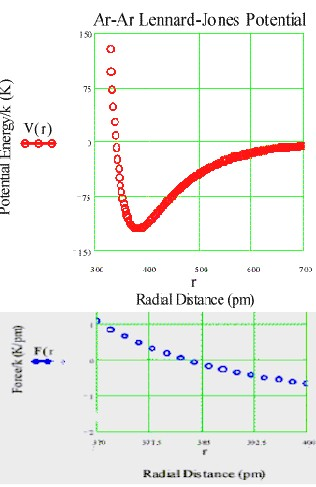 Ar-Ar Lennard-Jones Potential
150
75
0
-75
-150
Potential Energy/k (K)
V(r)
300 400 500 600 700
r
Radial Distance (pm)
1
0
-1
-2
Force/k (K/pm)
F(r
370 377.5 385 392.5 400
r
Radial Distance (pm)